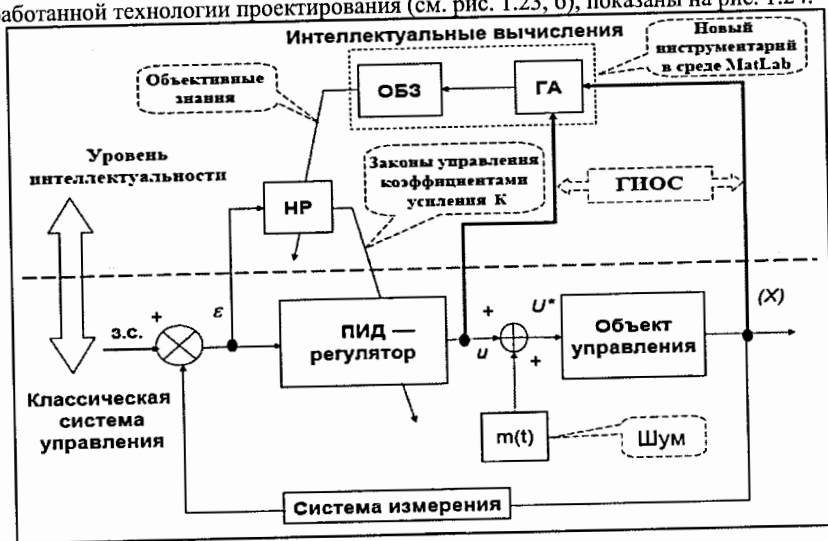 работанной технологии проектирования (см. рис. 1.23, б), показаны на рис. 1.24.
Интеллектуальные вычисления
Новый
инструментарий
в среде MatLab
Объективные
знания
ОБЗ
ГА
Уровень
интеллектуальности
Законы управления
коэффициентами
усиления K
ГИОС
НР
ε
+
з.с.
ПИД —
регулятор
+
u
U*
+
Объект
управления
(X)
Классическая
система
управления
m(t)
Шум
Система измерения